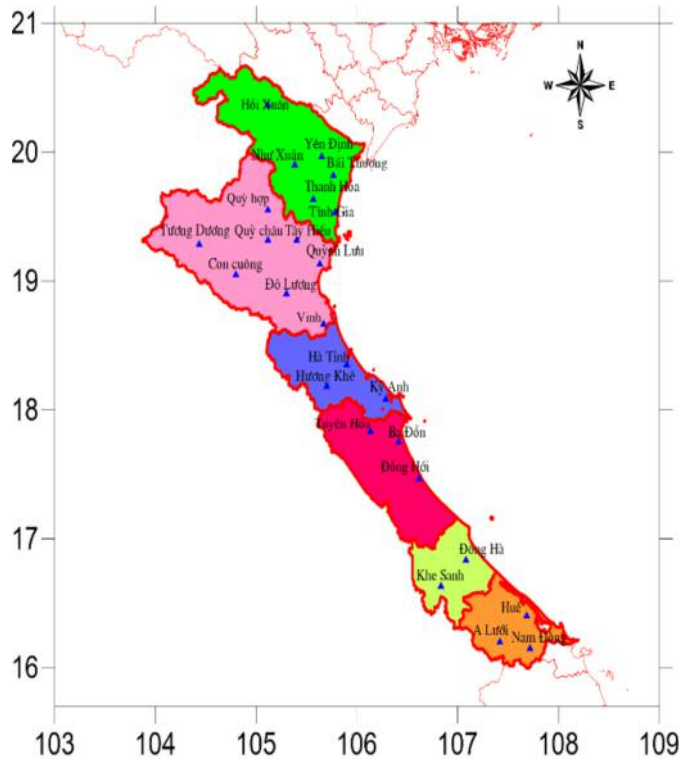 21
N
W
E
S
Hồi Xuân
20
Yên Định
Như Xuân
Bái Thượng
Thanh Hóa
Quỳ hợp
Tĩnh Gia
Tương Dương
Quỳ châu
Tây Hiếu
Quỳnh Lưu
Con cuông
19
Đô Lương
Vinh
Hà Tĩnh
Hương Khê
Kỳ Anh
18
Tuyên Hóa
Ba Đồn
Đồng Hới
17
Đông Hà
Khe Sanh
Huế
A Lưới
Nam Đông
16
103
104
105
106
107
108
109